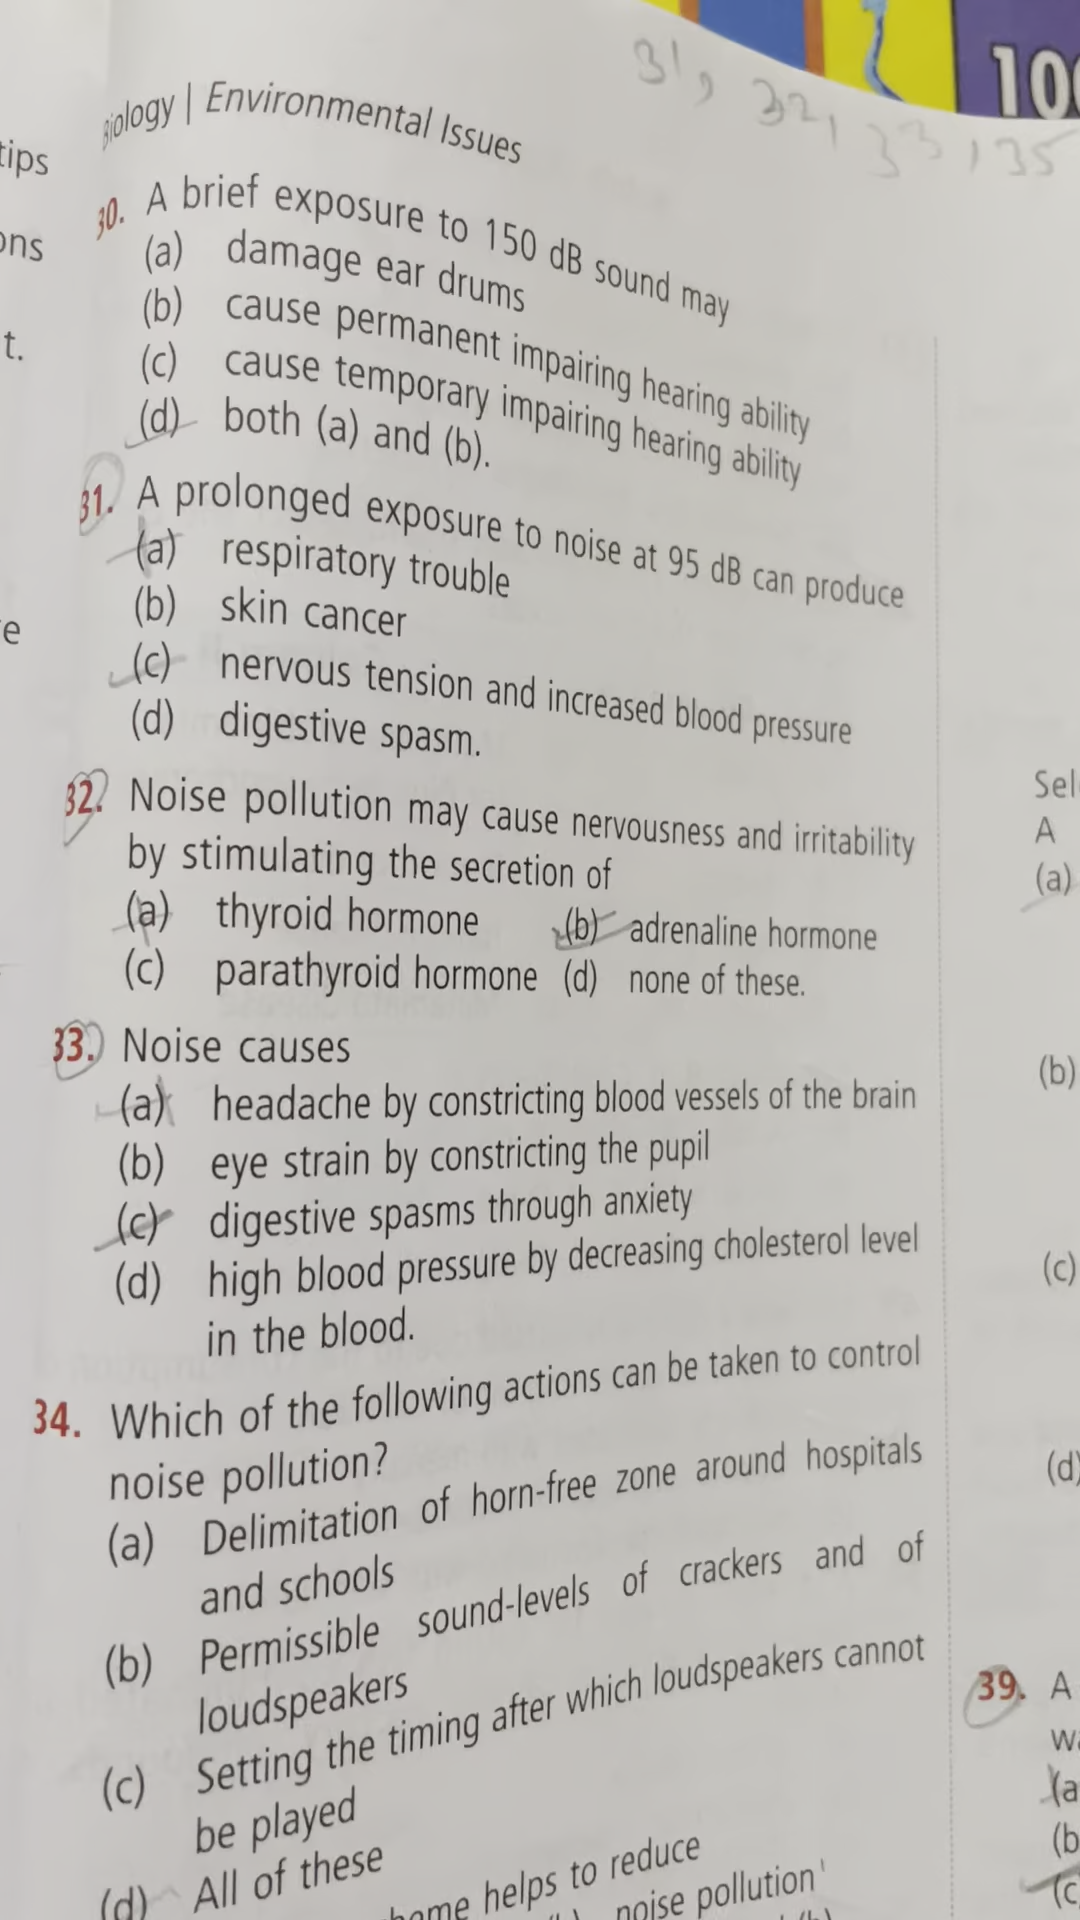 100
31, 32, 33, 35
Biology | Environmental Issues
tips
ons
t.
e
30. A brief exposure to 150 dB sound may
(a) damage ear drums
(b) cause permanent impairing hearing ability
(c) cause temporary impairing hearing ability
(d) both (a) and (b).
31. A prolonged exposure to noise at 95 dB can produce
(a) respiratory trouble
(b) skin cancer
(c) nervous tension and increased blood pressure
(d) digestive spasm.
32. Noise pollution may cause nervousness and irritability
by stimulating the secretion of
(a) thyroid hormone (b) adrenaline hormone
(c) parathyroid hormone (d) none of these.
33. Noise causes
(a) headache by constricting blood vessels of the brain
(b) eye strain by constricting the pupil
(c) digestive spasms through anxiety
(d) high blood pressure by decreasing cholesterol level
in the blood.
34. Which of the following actions can be taken to control
noise pollution?
(a) Delimitation of horn-free zone around hospitals
and schools
(b) Permissible sound-levels of crackers and of
loudspeakers
(c) Setting the timing after which loudspeakers cannot
be played
(d) All of these
home helps to reduce
noise pollution
Sel
A
(a)
(b)
(c)
(d)
39. A
(a
(b
(c